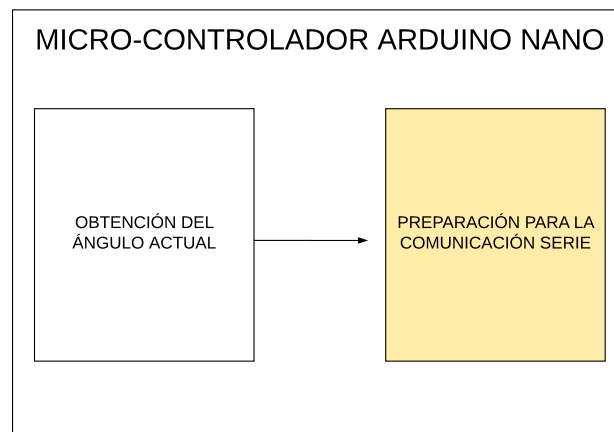 MICRO-CONTROLADOR ARDUINO NANO
OBTENCIÓN DEL
ÁNGULO ACTUAL
PREPARACIÓN PARA LA
COMUNICACIÓN SERIE